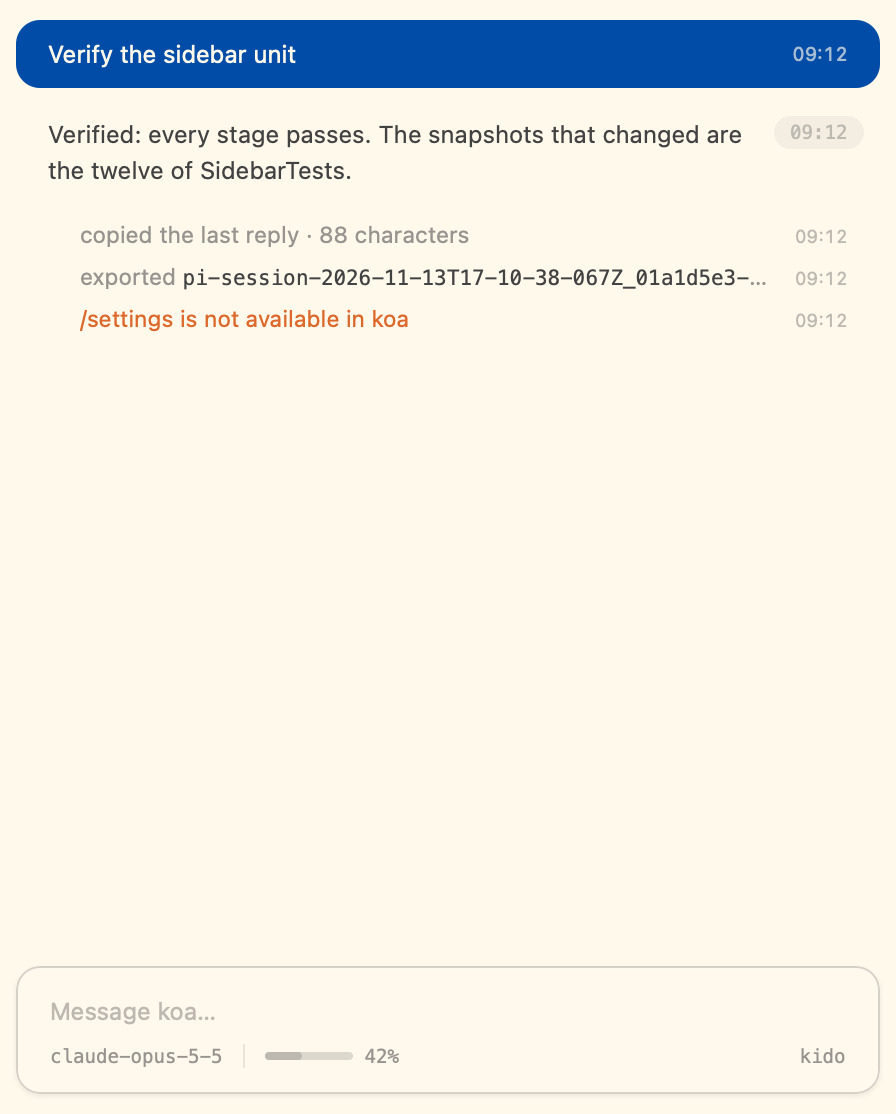 Verify the sidebar unit 09:12
Verified: every stage passes. The snapshots that changed are 09:12
the twelve of SidebarTests.
copied the last reply · 88 characters 09:12
exported pi-session-2026-11-13T17-10-38-067Z_01a1d5e3-… 09:12
/settings is not available in koa 09:12
Message koa…
claude-opus-5-5 42% kido